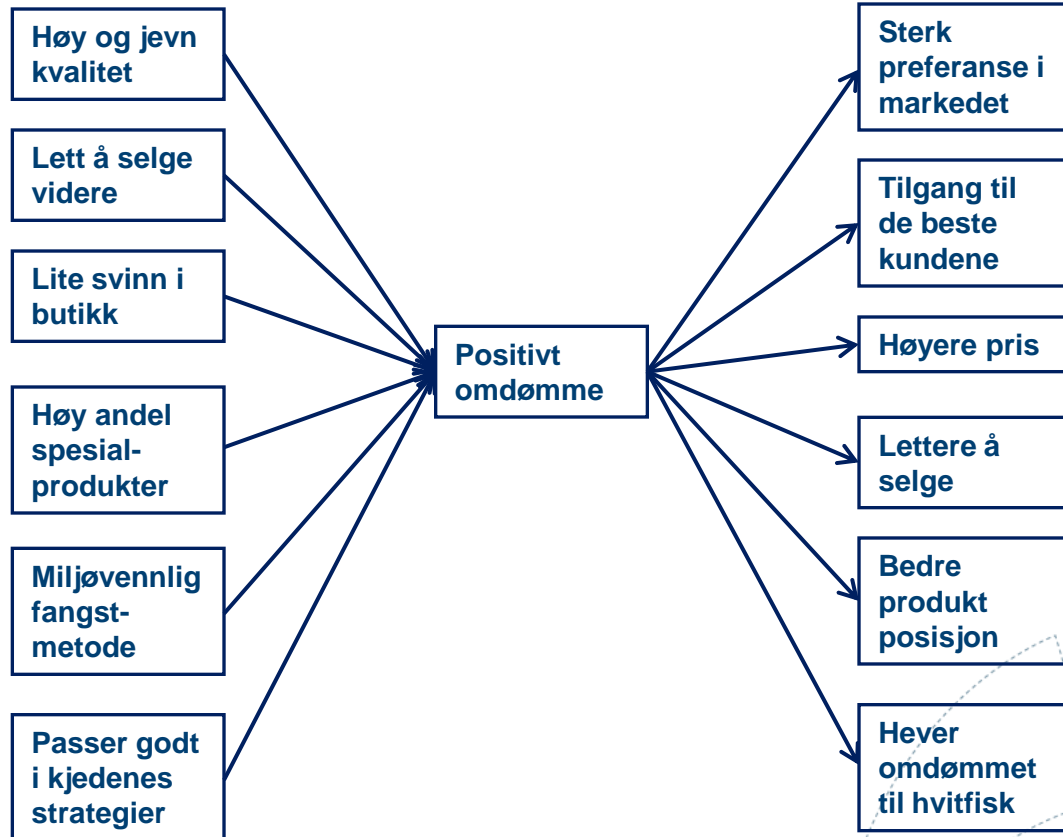 Høy og jevn
kvalitet
Lett å selge
videre
Lite svinn i
butikk
Høy andel
spesial-
produkter
Miljøvennlig
fangst-
metode
Passer godt
i kjedenes
strategier
Positivt
omdømme
Sterk
preferanse i
markedet
Tilgang til
de beste
kundene
Høyere pris
Lettere å
selge
Bedre
produkt
posisjon
Hever
omdømmet
til hvitfisk